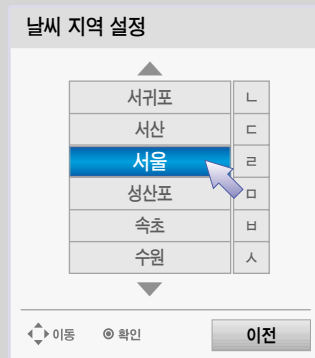 날씨 지역 설정
서귀포 ㄴ
서산 ㄷ
서울 ㄹ
성산포 ㅁ
속초 ㅂ
수원 ㅅ
이동 확인 이전